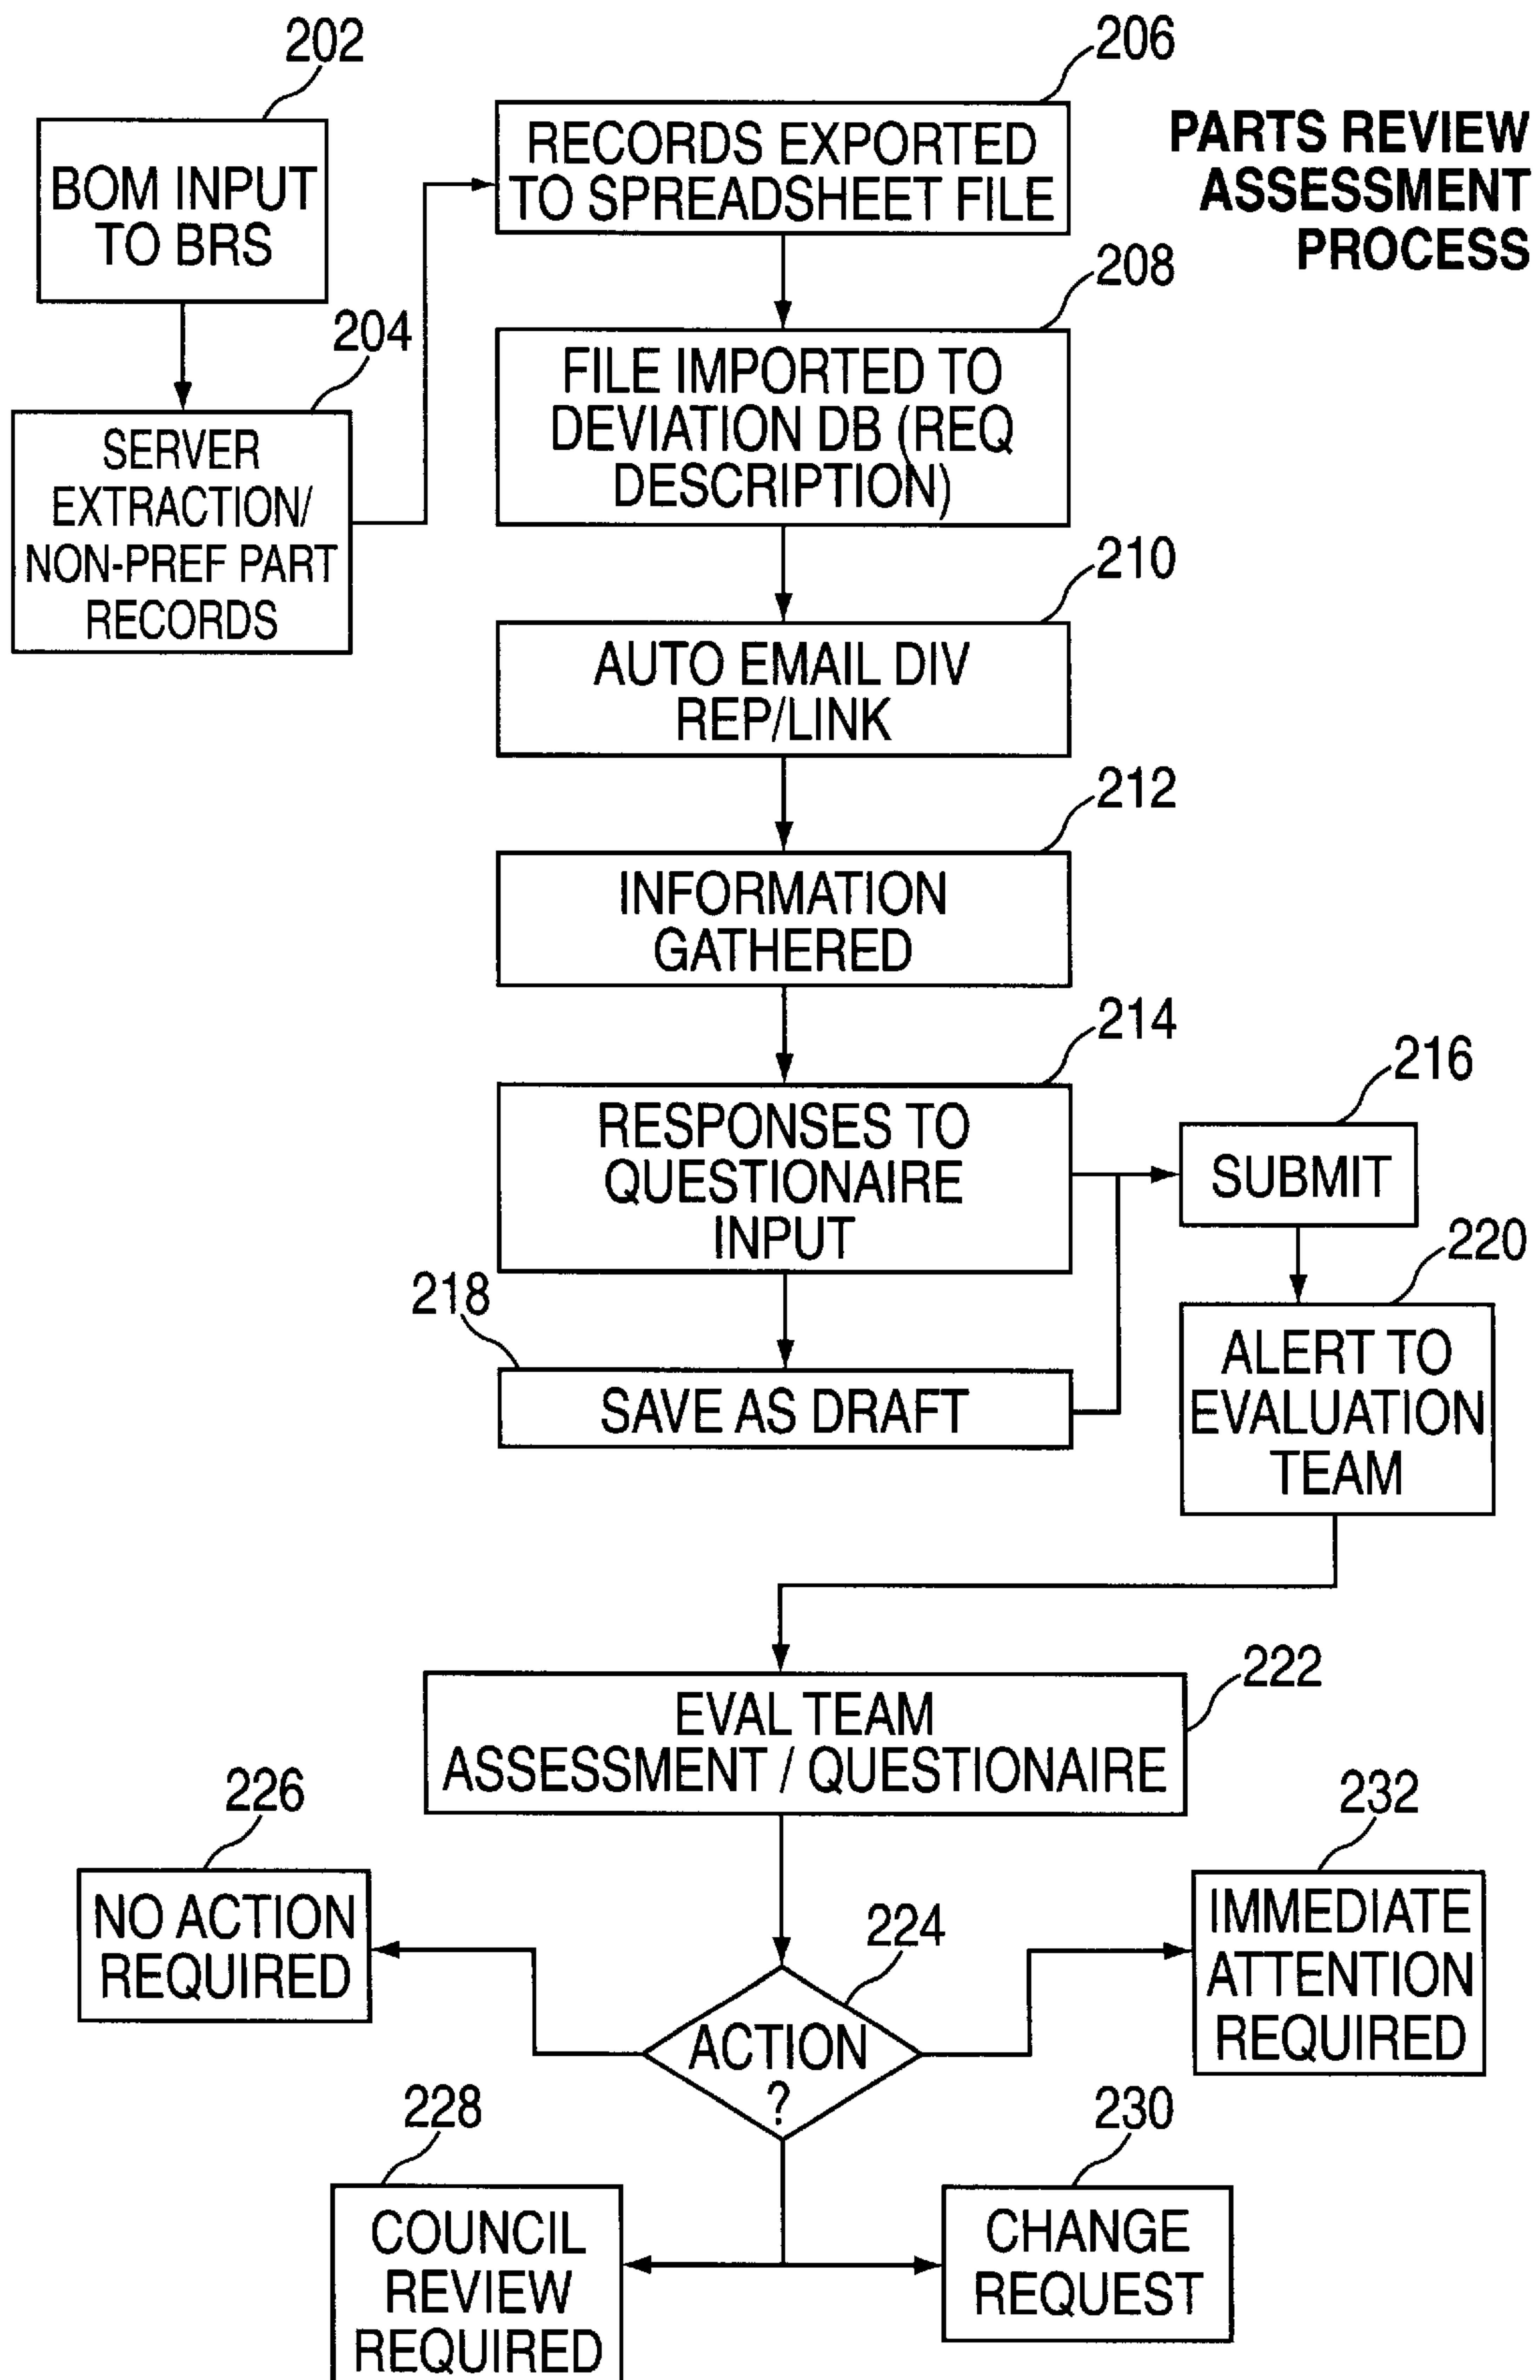 202
BOM INPUT
TO BRS
204
SERVER
EXTRACTION/
NON-PREF PART
RECORDS
206
RECORDS EXPORTED
TO SPREADSHEET FILE
PARTS REVIEW
ASSESSMENT
PROCESS
208
FILE IMPORTED TO
DEVIATION DB (REQ
DESCRIPTION)
210
AUTO EMAIL DIV
REP/LINK
212
INFORMATION
GATHERED
214
RESPONSES TO
QUESTIONAIRE
INPUT
216
SUBMIT
218
SAVE AS DRAFT
220
ALERT TO
EVALUATION
TEAM
222
EVAL TEAM
ASSESSMENT / QUESTIONAIRE
224
ACTION
?
226
NO ACTION
REQUIRED
232
IMMEDIATE
ATTENTION
REQUIRED
228
COUNCIL
REVIEW
REQUIRED
230
CHANGE
REQUEST